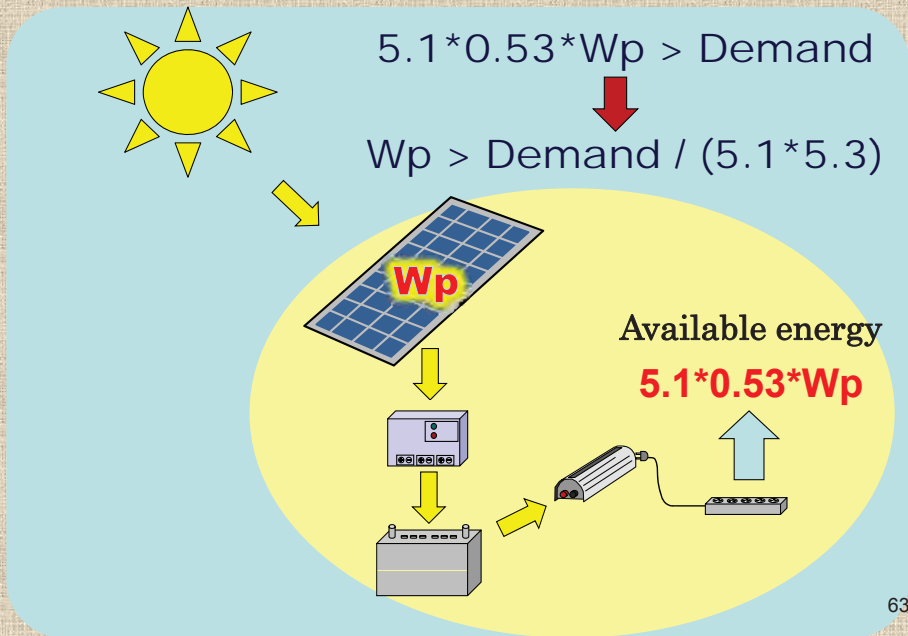 5.1*0.53*Wp > Demand
Wp > Demand / (5.1*5.3)
Wp
Available energy
5.1*0.53*Wp
63